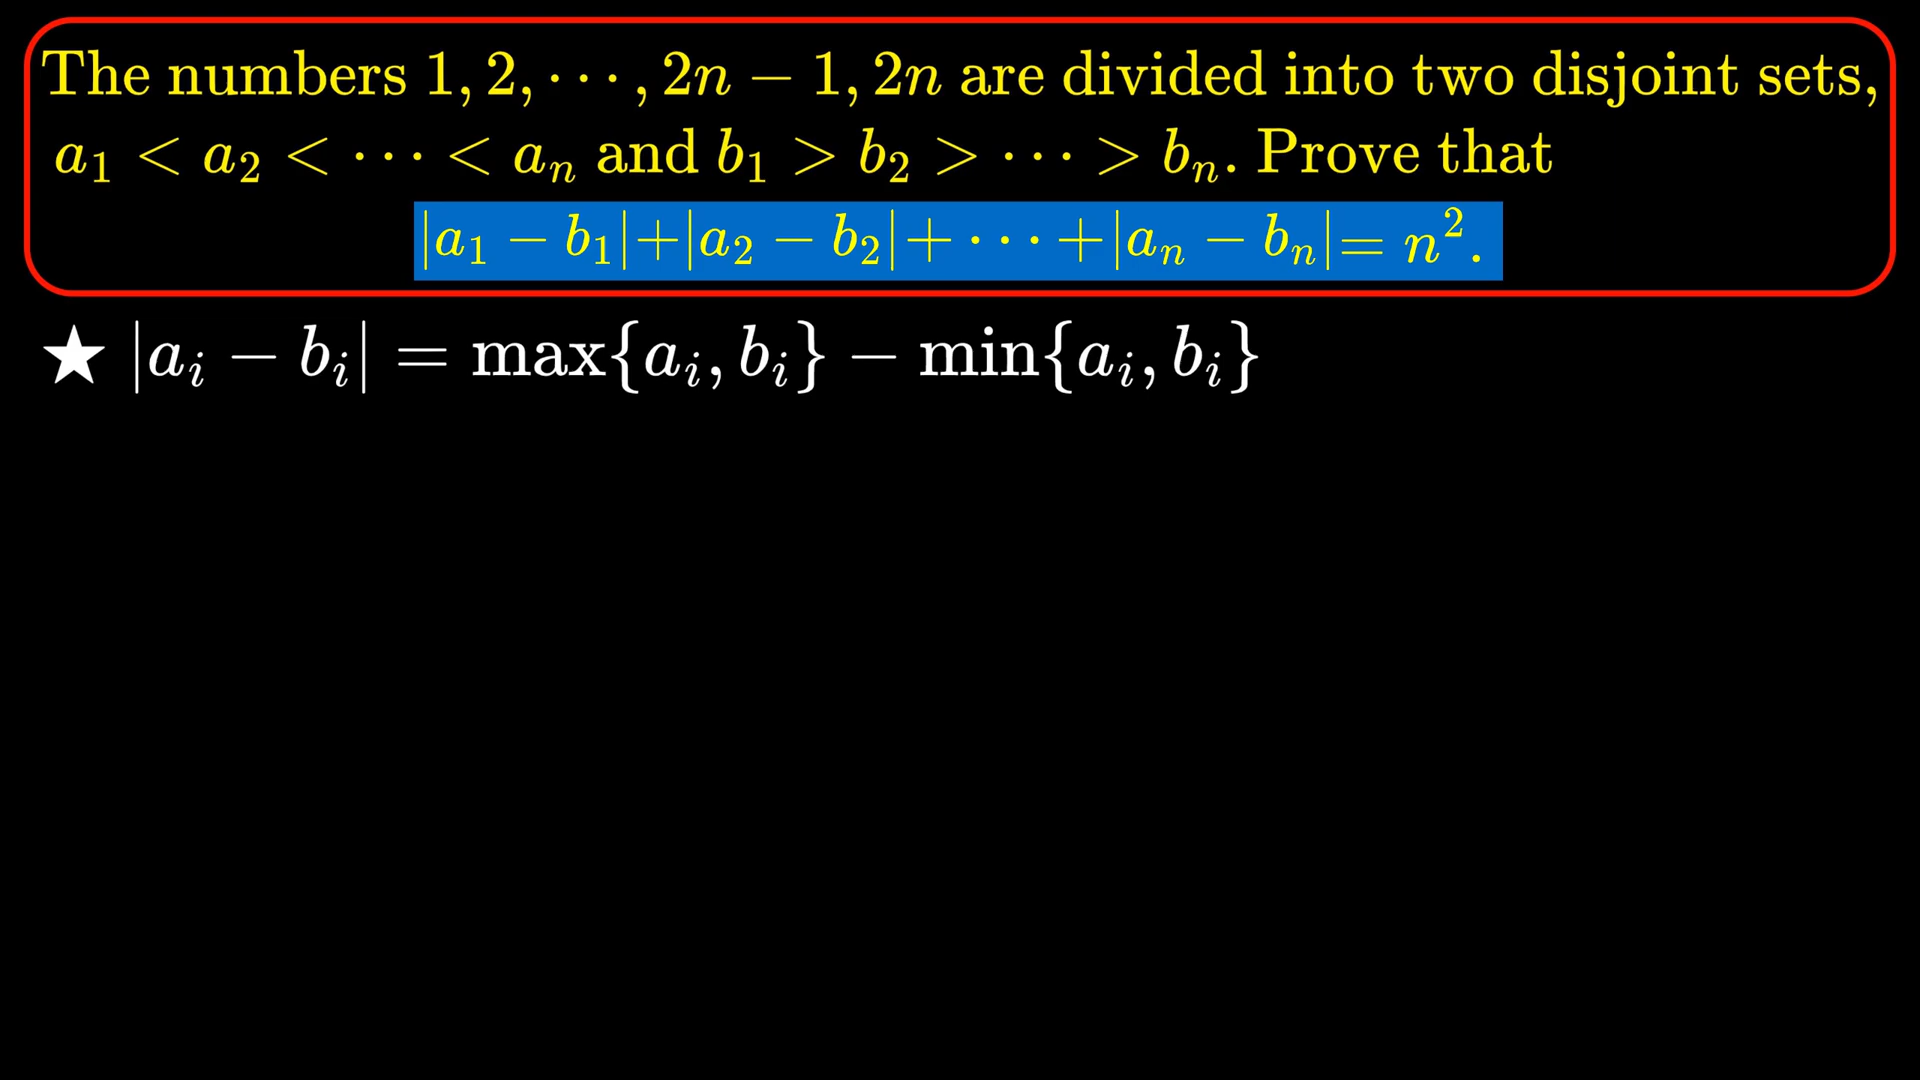 The numbers 1, 2, ⋯, 2n − 1, 2n are divided into two disjoint sets,
a₁ < a₂ < ⋯ < aₙ and b₁ > b₂ > ⋯ > bₙ. Prove that
|a₁ − b₁|+|a₂ − b₂|+ ⋯ +|aₙ − bₙ|= n².
★ |aᵢ − bᵢ| = max{aᵢ, bᵢ} − min{aᵢ, bᵢ}